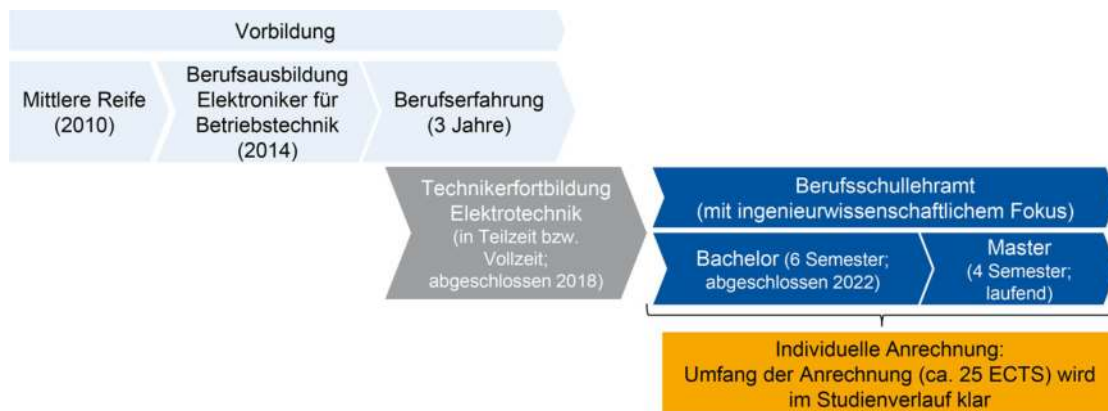 Vorbildung
Mittlere Reife
(2010)
Berufsausbildung
Elektroniker für
Betriebstechnik
(2014)
Berufserfahrung
(3 Jahre)
Technikerfortbildung
Elektrotechnik
(in Teilzeit bzw.
Vollzeit;
abgeschlossen 2018)
Berufsschullehramt
(mit ingenieurwissenschaftlichem Fokus)
Bachelor (6 Semester;
abgeschlossen 2022)
Master
(4 Semester;
laufend)
Individuelle Anrechnung:
Umfang der Anrechnung (ca. 25 ECTS) wird
im Studienverlauf klar